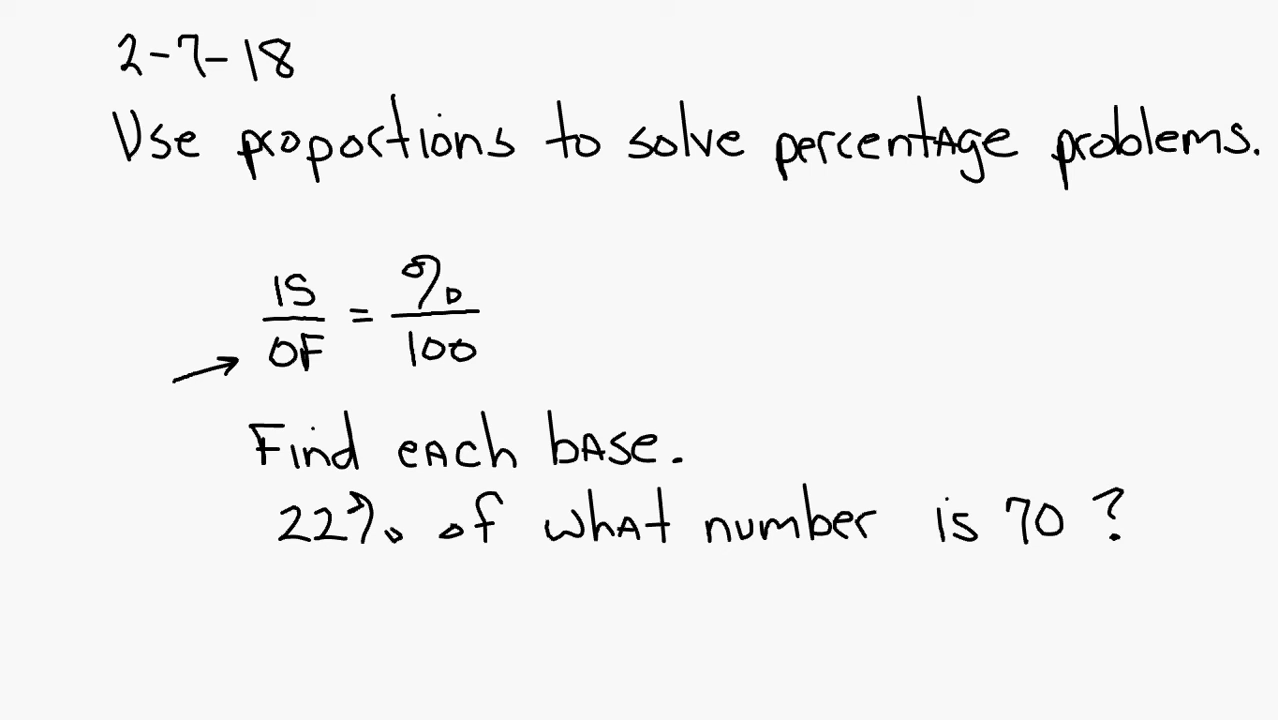 2-7-18
Use proportions to solve percentage problems.
IS/OF = %/100
Find each base.
22% of what number is 70?